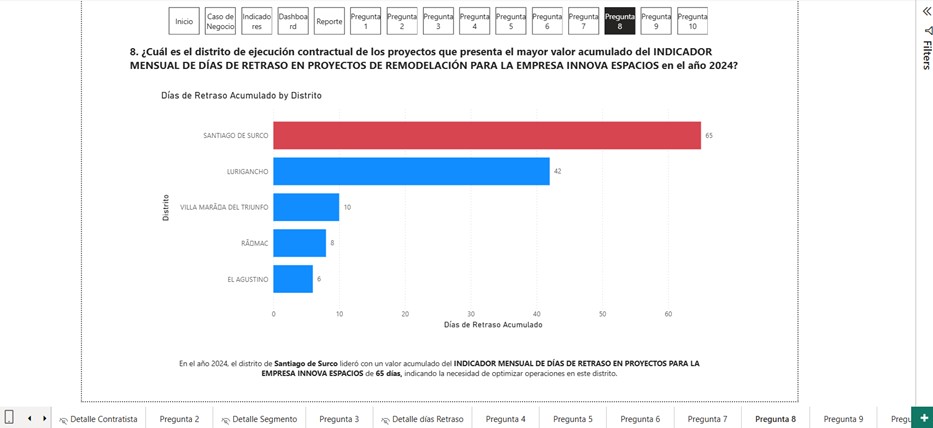 Inicio
Caso de Negocio
Indicado res
Dashboa rd
Reporte
Pregunta 1
Pregunta 2
Pregunta 3
Pregunta 4
Pregunta 5
Pregunta 6
Pregunta 7
Pregunta 8
Pregunta 9
Pregunta 10
Filters
8. ¿Cuál es el distrito de ejecución contractual de los proyectos que presenta el mayor valor acumulado del INDICADOR
MENSUAL DE DÍAS DE RETRASO EN PROYECTOS DE REMODELACIÓN PARA LA EMPRESA INNOVA ESPACIOS en el año 2024?
Días de Retraso Acumulado by Distrito
Distrito
SANTIAGO DE SURCO 65
LURIGANCHO 42
VILLA MARÃDA DEL TRIUNFO 10
RÃDMAC 8
EL AGUSTINO 6
0 10 20 30 40 50 60
Días de Retraso Acumulado
En el año 2024, el distrito de Santiago de Surco lideró con un valor acumulado del INDICADOR MENSUAL DE DÍAS DE RETRASO EN PROYECTOS PARA LA
EMPRESA INNOVA ESPACIOS de 65 días, indicando la necesidad de optimizar operaciones en este distrito.
Detalle Contratista
Pregunta 2
Detalle Segmento
Pregunta 3
Detalle días Retraso
Pregunta 4
Pregunta 5
Pregunta 6
Pregunta 7
Pregunta 8
Pregunta 9
Pregu